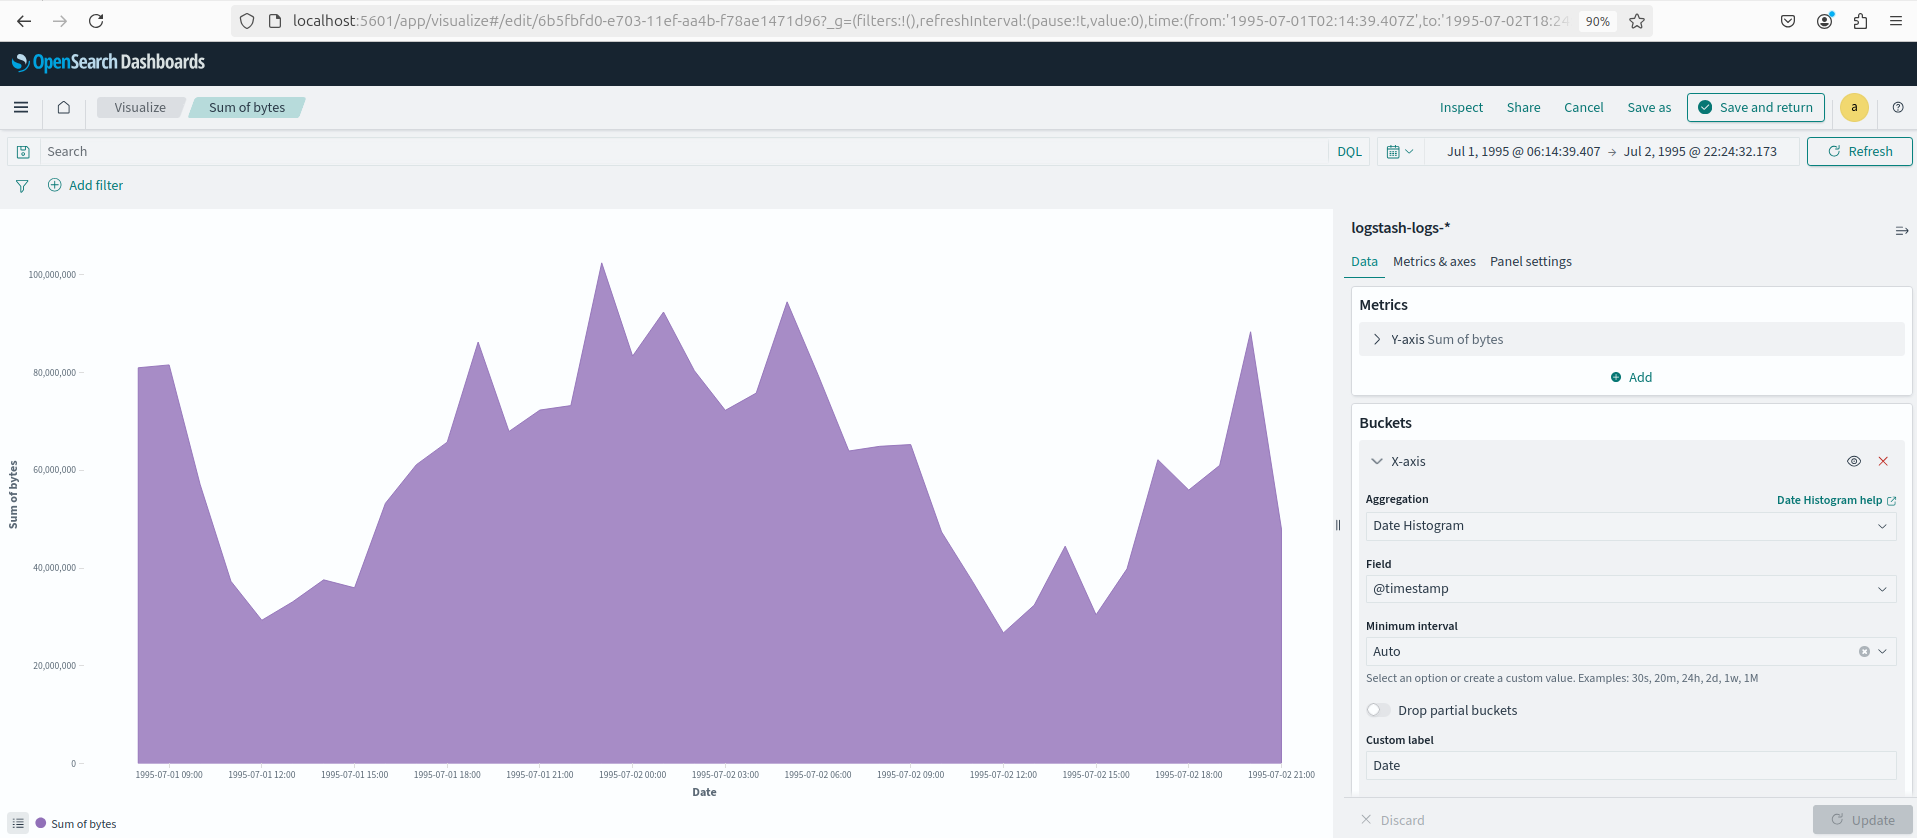 localhost:5601/app/visualize#/edit/6b5fbfd0-e703-11ef-aa4b-f78ae1471d96?_g=(filters:!(),refreshInterval:(pause:!t,value:0),time:(from:'1995-07-01T02:14:39.407Z',to:'1995-07-02T18:24
90%
OpenSearch Dashboards
Visualize
Sum of bytes
Inspect
Share
Cancel
Save as
Save and return
a
Search
DQL
Jul 1, 1995 @ 06:14:39.407 → Jul 2, 1995 @ 22:24:32.173
Refresh
Add filter
100,000,000
80,000,000
60,000,000
40,000,000
20,000,000
0
Sum of bytes
1995-07-01 09:00
1995-07-01 12:00
1995-07-01 15:00
1995-07-01 18:00
1995-07-01 21:00
1995-07-02 00:00
1995-07-02 03:00
1995-07-02 06:00
1995-07-02 09:00
1995-07-02 12:00
1995-07-02 15:00
1995-07-02 18:00
1995-07-02 21:00
Date
Sum of bytes
logstash-logs-*
Data
Metrics & axes
Panel settings
Metrics
Y-axis Sum of bytes
Add
Buckets
X-axis
Aggregation
Date Histogram help
Date Histogram
Field
@timestamp
Minimum interval
Auto
Select an option or create a custom value. Examples: 30s, 20m, 24h, 2d, 1w, 1M
Drop partial buckets
Custom label
Date
Discard
Update